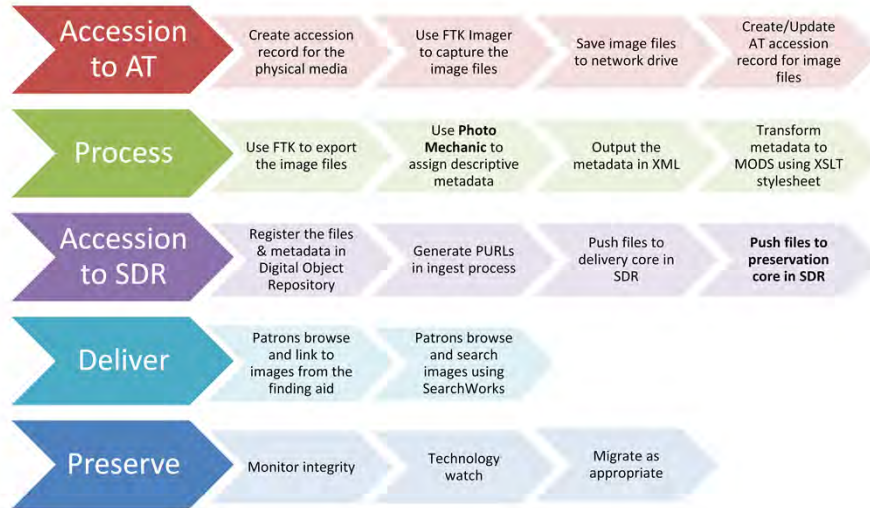 Accession
to AT
Create accession
record for the
physical media
Use FTK Imager
to capture the
image files
Save image files
to network drive
Create/Update
AT accession
record for image
files
Process
Use FTK to export
the image files
Use Photo
Mechanic to
assign descriptive
metadata
Output the
metadata in XML
Transform
metadata to
MODS using XSLT
stylesheet
Accession
to SDR
Register the files
& metadata in
Digital Object
Repository
Generate PURLs
in ingest process
Push files to
delivery core in
SDR
Push files to
preservation
core in SDR
Deliver
Patrons browse
and link to
images from the
finding aid
Patrons browse
and search
images using
SearchWorks
Preserve
Monitor integrity
Technology
watch
Migrate as
appropriate